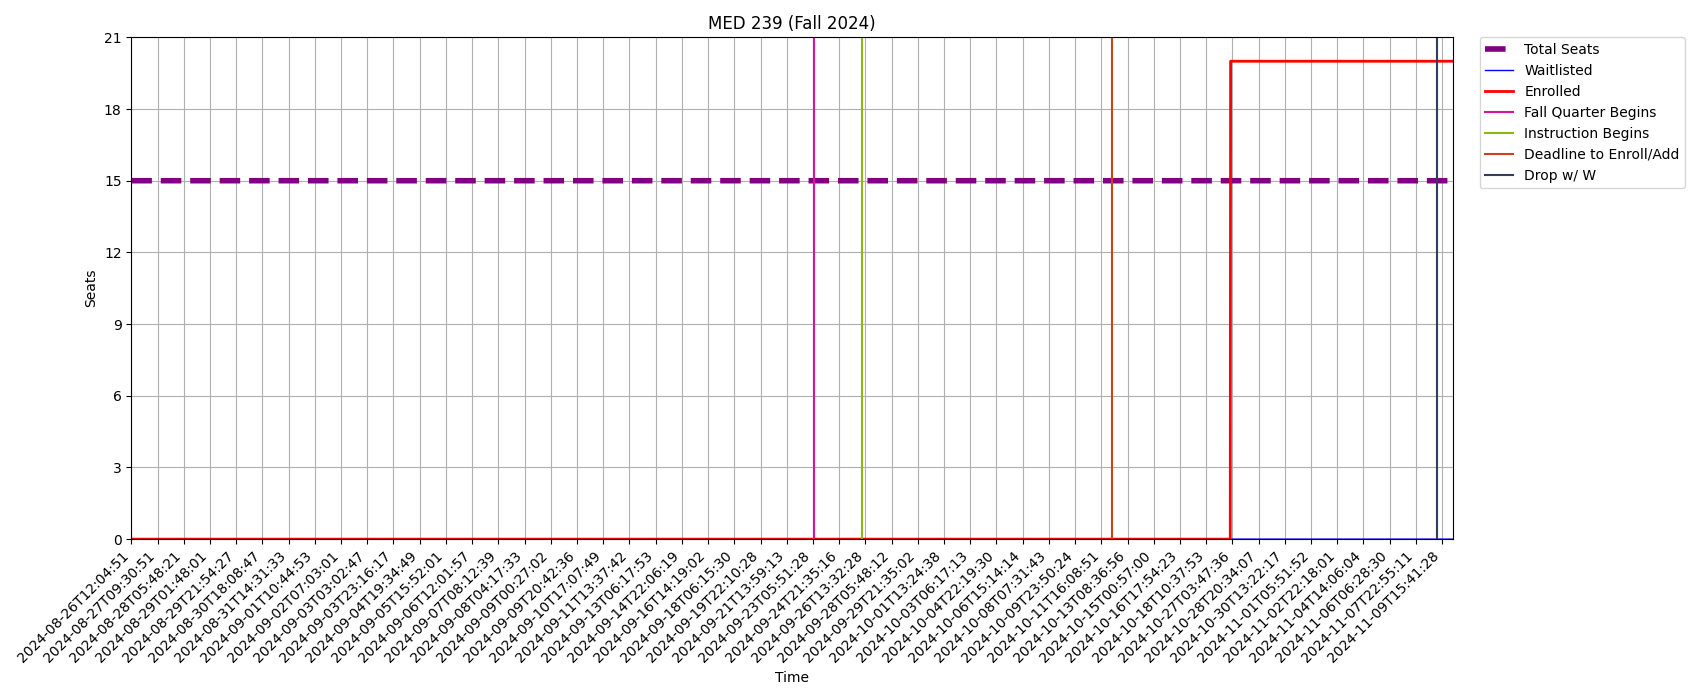 MED 239 (Fall 2024)
21
18
15
12
9
6
3
0
Seats
Total Seats
Waitlisted
Enrolled
Fall Quarter Begins
Instruction Begins
Deadline to Enroll/Add
Drop w/ W
2024-08-26T12:04:51
2024-08-27T09:30:51
2024-08-28T05:48:21
2024-08-29T01:48:01
2024-08-29T21:54:27
2024-08-30T18:08:47
2024-08-31T14:31:33
2024-09-01T10:44:53
2024-09-02T07:03:01
2024-09-03T03:02:47
2024-09-03T23:16:17
2024-09-04T19:34:49
2024-09-05T15:52:01
2024-09-06T12:01:57
2024-09-07T08:12:39
2024-09-08T04:17:33
2024-09-09T00:27:02
2024-09-09T20:42:36
2024-09-10T17:07:49
2024-09-11T13:37:42
2024-09-13T06:17:53
2024-09-14T22:06:19
2024-09-16T14:19:02
2024-09-18T06:15:30
2024-09-19T22:10:28
2024-09-21T13:59:13
2024-09-23T05:51:28
2024-09-24T21:35:16
2024-09-26T13:32:28
2024-09-28T05:48:12
2024-09-29T21:35:02
2024-10-01T13:24:38
2024-10-03T06:17:13
2024-10-04T22:19:30
2024-10-06T15:14:14
2024-10-08T07:31:43
2024-10-09T23:50:24
2024-10-11T16:08:51
2024-10-13T08:36:56
2024-10-15T00:57:00
2024-10-16T17:54:23
2024-10-18T10:37:53
2024-10-27T03:47:36
2024-10-28T20:34:07
2024-10-30T13:22:17
2024-11-01T05:51:52
2024-11-02T22:18:01
2024-11-04T14:06:04
2024-11-06T06:28:30
2024-11-07T22:55:11
2024-11-09T15:41:28
Time